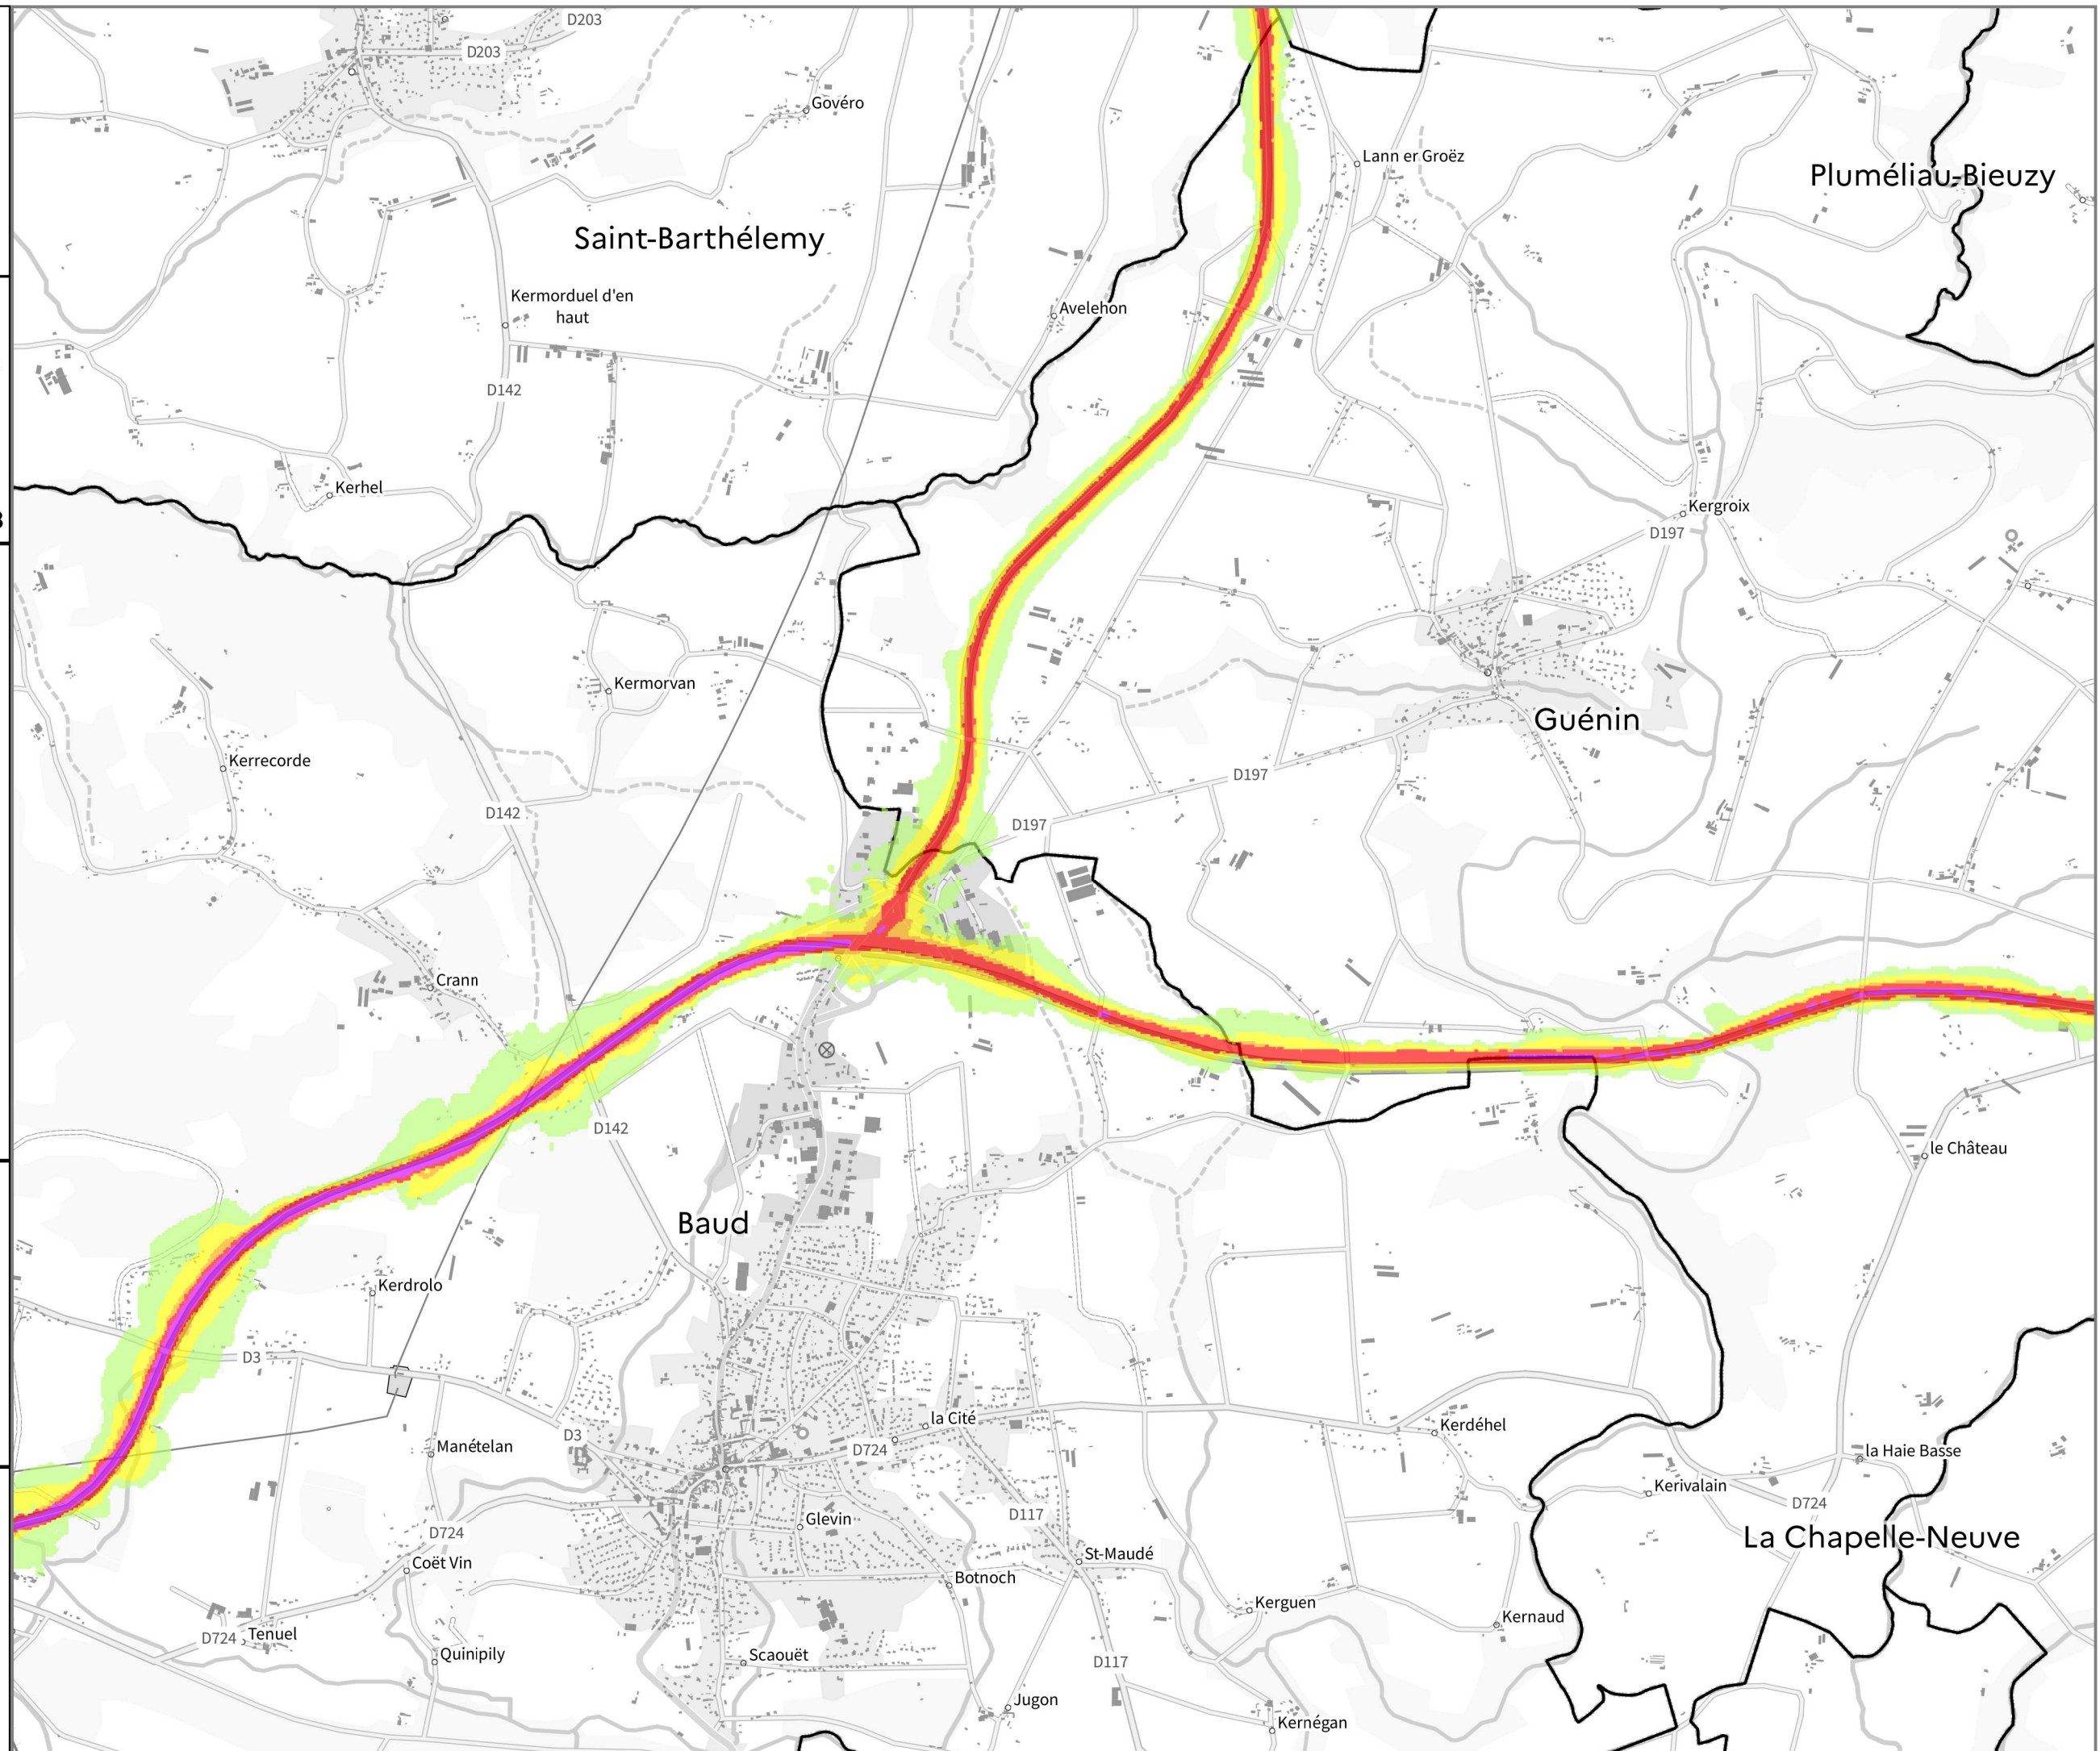 D203
D203
Govéro
Lann er Groëz
Pluméliau-Bieuzy
Saint-Barthélemy
Kermorduel d'en
haut
Avelehon
D142
Kerhel
Kergroix
D197
Kermorvan
Guénin
Kerrecorde
D197
D142
D197
Crann
D142
le Château
Baud
Kerdrolo
D3
la Cité
Kerdéhel
D3
Manételan
D724
la Haie Basse
Kerivalain
D724
D117
Glevin
D724
La Chapelle-Neuve
St-Maudé
Coët Vin
Botnoch
Kerguen
Kernaud
D724
Tenuel
Quinipily
Scaouët
D117
Jugon
Kernégan